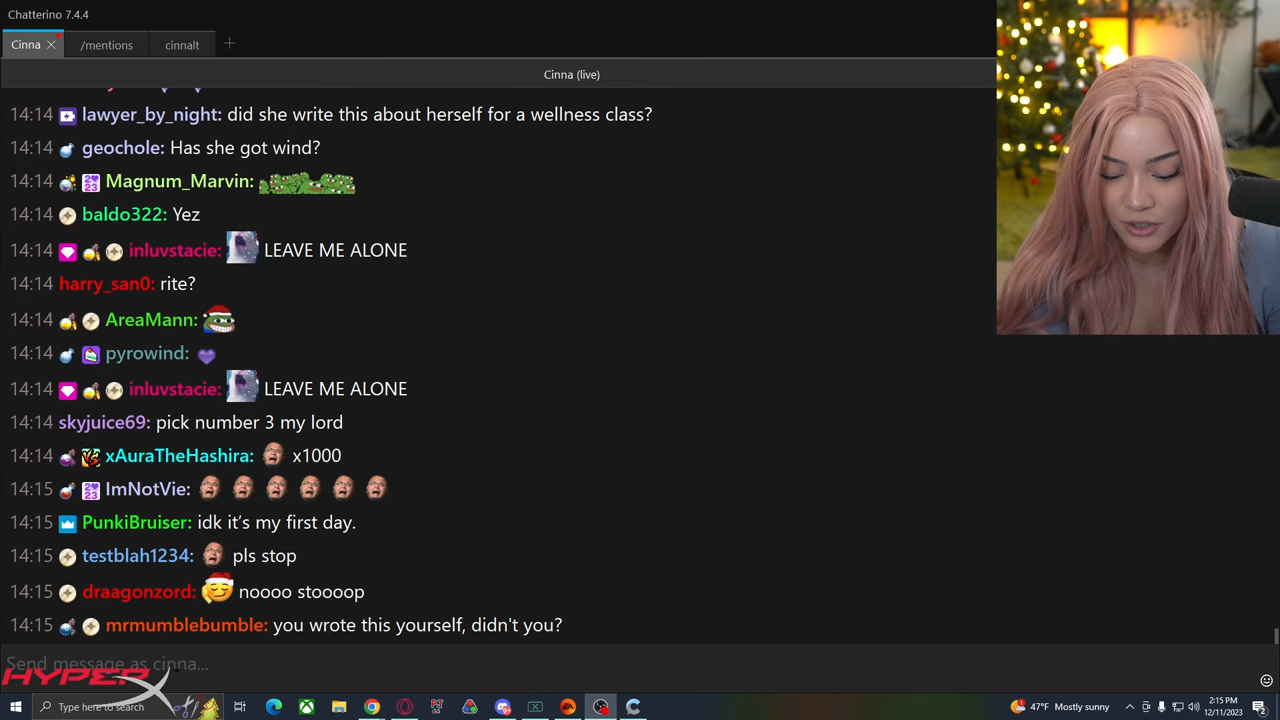 Chatterino 7.4.4
Cinna
/mentions
cinnalt
Cinna (live)
14:14 lawyer_by_night: did she write this about herself for a wellness class?
14:14 geochole: Has she got wind?
14:14 Magnum_Marvin:
14:14 baldo322: Yez
14:14 inluvstacie: LEAVE ME ALONE
14:14 harry_san0: rite?
14:14 AreaMann:
14:14 pyrowind:
14:14 inluvstacie: LEAVE ME ALONE
14:14 skyjuice69: pick number 3 my lord
14:14 xAuraTheHashira: x1000
14:15 ImNotVie:
14:15 PunkiBruiser: idk it's my first day.
14:15 testblah1234: pls stop
14:15 draagonzord: noooo stoooop
14:15 mrmumblebumble: you wrote this yourself, didn't you?
Send message as cinna...
HYPERX
Type here to search
47°F Mostly sunny
2:15 PM
12/11/2023